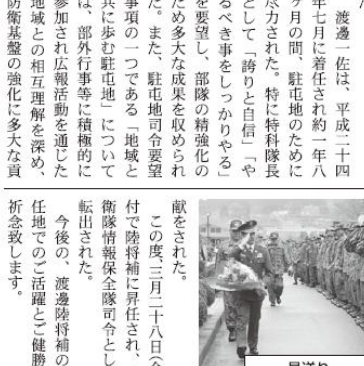 渡邊一佐は、平成二十四
年七月に着任され約一年八
ヶ月の間、駐屯地のために
尽力された。特に特科隊長
として「誇りと自信」「や
るべき事をしっかりやる」
を要望し、部隊の精強化の
ため多大な成果を収められ
た。また、駐屯地司令要望
事項の一つである「地域と
共に歩む駐屯地」について
は、部外行事等に積極的に
参加され広報活動を通じた
地域との相互理解を深め、
防衛基盤の強化に多大な貢
献をされた。
この度、三月二十八日(金
付で陸将補に昇任され、
衛隊情報保全隊司令とし
転出された。
今後の、渡邊陸将補の
任地でのご活躍とご健勝
祈念致します。
見送り